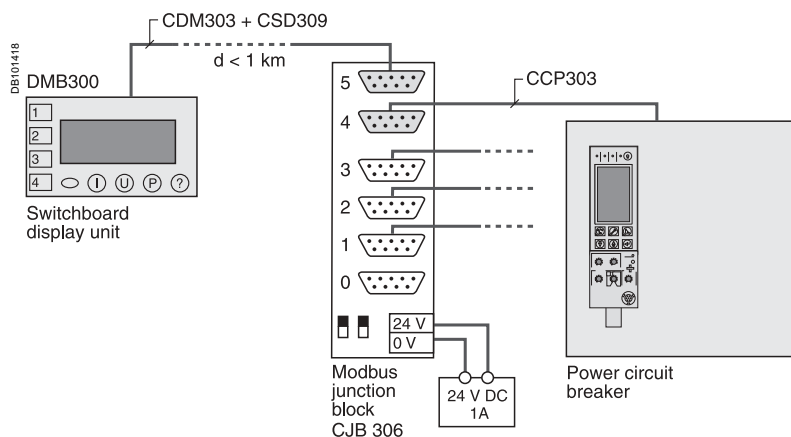 CDM303 + CSD309
d < 1 km
DB101418
DMB300
1
2
3
4
I
U
P
?
Switchboard
display unit
5
4
3
2
1
0
24 V
0 V
Modbus
junction
block
CJB 306
24 V DC
1A
CCP303
Power circuit
breaker